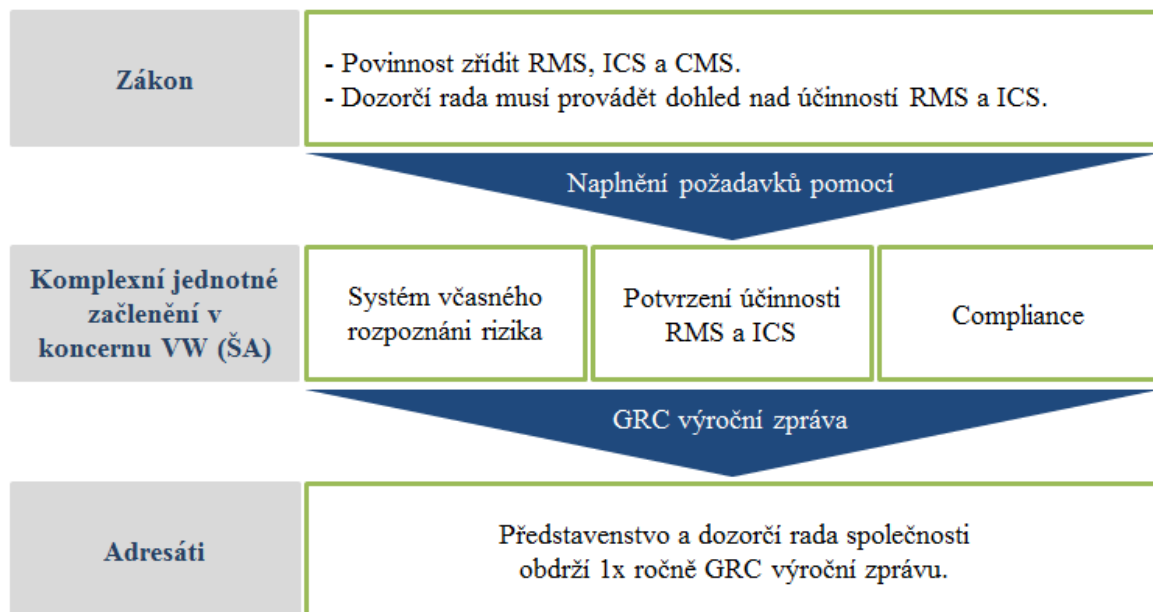 Zákon
- Povinnost zřídit RMS, ICS a CMS.
- Dozorčí rada musí provádět dohled nad účinností RMS a ICS.
Naplnění požadavků pomocí
Komplexní jednotné
začlenění v
koncernu VW (ŠA)
Systém včasného
rozpoznáni rizika
Potvrzení účinnosti
RMS a ICS
Compliance
GRC výroční zpráva
Adresáti
Představenstvo a dozorčí rada společnosti
obdrží 1x ročně GRC výroční zprávu.